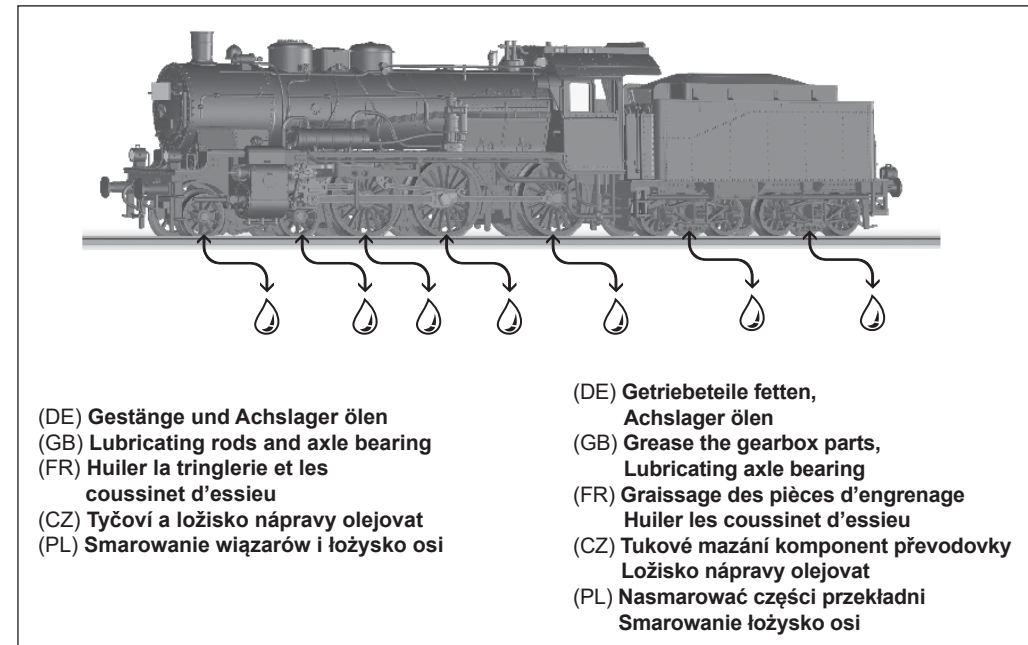 (DE) Gestänge und Achslager ölen
(GB) Lubricating rods and axle bearing
(FR) Huiler la tringlerie et les
coussinet d’essieu
(CZ) Tyčoví a ložisko nápravy olejovat
(PL) Smarowanie wiązarów i łożysko osi
(DE) Getriebeteile fetten,
Achslager ölen
(GB) Grease the gearbox parts,
Lubricating axle bearing
(FR) Graissage des pièces d’engrenage
Huiler les coussinet d’essieu
(CZ) Tukové mazání komponent převodovky
Ložisko nápravy olejovat
(PL) Nasmarować części przekładni
Smarowanie łożysko osi